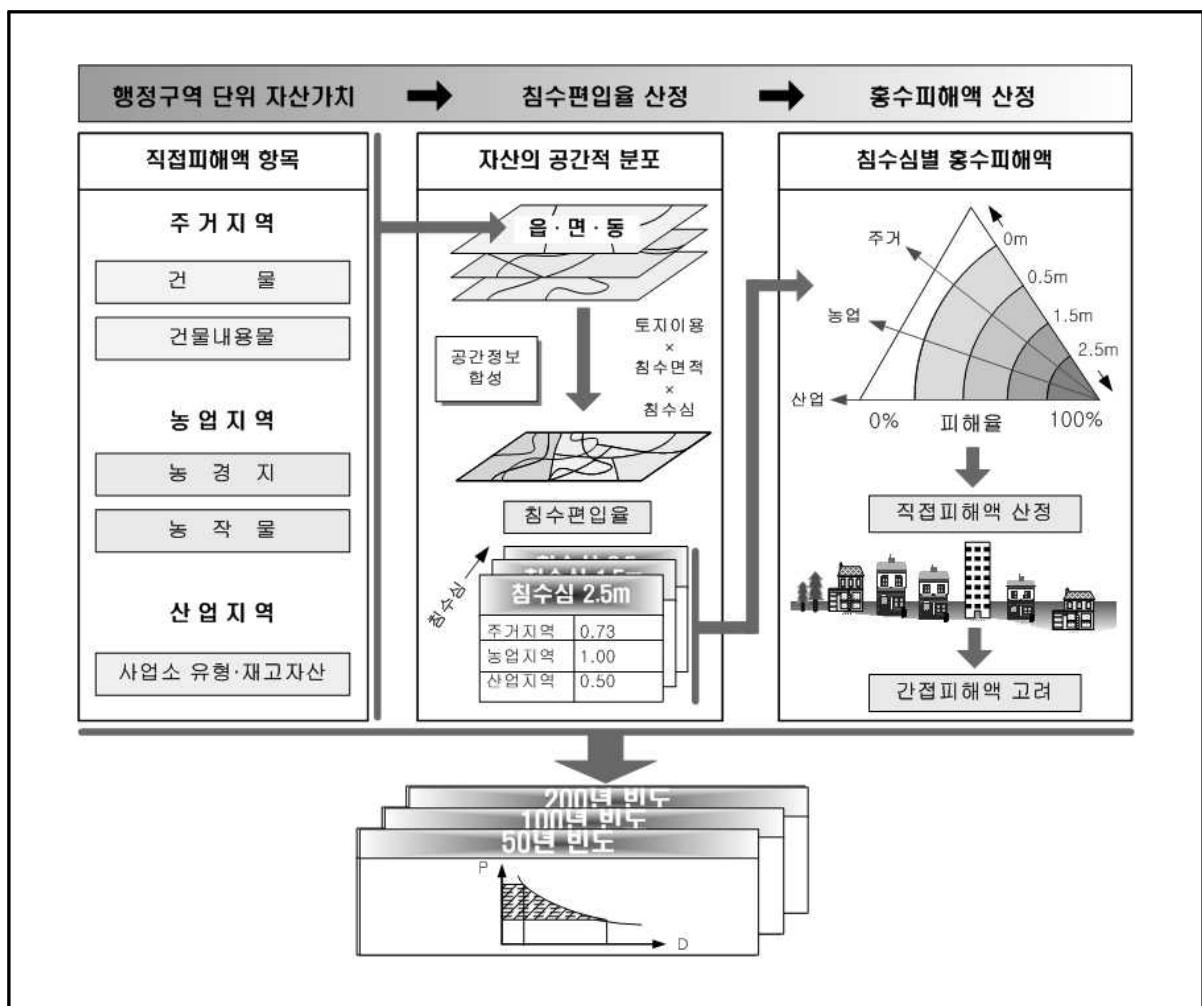 행정구역 단위 자산가치
침수편입율 산정
홍수피해액 산정
직접피해액 항목
주 거 지 역
건 물
건물내용물
농 업 지 역
농 경 지
농 작 물
산 업 지 역
사업소 유형·재고자산
자산의 공간적 분포
읍·면·동
공간정보
합성
토지이용
×
침수면적
×
침수심
침수편입율
침수심
침수심 2.5m
주거지역 0.73
농업지역 1.00
산업지역 0.50
침수심별 홍수피해액
주거
농업
산업
0m
0.5m
1.5m
2.5m
0% 피해율 100%
직접피해액 산정
간접피해액 고려
200년 빈도
100년 빈도
50년 빈도
P
D